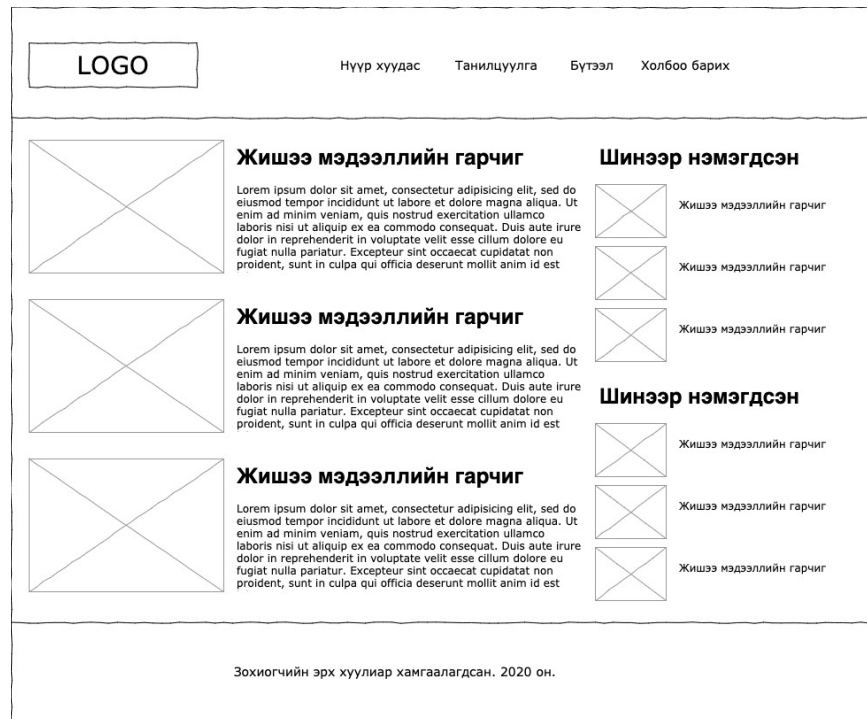 LOGO
Нүүр хуудас Танилцуулга Бүтээл Холбоо барих
Жишээ мэдээллийн гарчиг
Lorem ipsum dolor sit amet, consectetur adipisicing elit, sed do
eiusmod tempor incididunt ut labore et dolore magna aliqua. Ut
enim ad minim veniam, quis nostrud exercitation ullamco
laboris nisi ut aliquip ex ea commodo consequat. Duis aute irure
dolor in reprehenderit in voluptate velit esse cillum dolore eu
fugiat nulla pariatur. Excepteur sint occaecat cupidatat non
proident, sunt in culpa qui officia deserunt mollit anim id est
Жишээ мэдээллийн гарчиг
Lorem ipsum dolor sit amet, consectetur adipisicing elit, sed do
eiusmod tempor incididunt ut labore et dolore magna aliqua. Ut
enim ad minim veniam, quis nostrud exercitation ullamco
laboris nisi ut aliquip ex ea commodo consequat. Duis aute irure
dolor in reprehenderit in voluptate velit esse cillum dolore eu
fugiat nulla pariatur. Excepteur sint occaecat cupidatat non
proident, sunt in culpa qui officia deserunt mollit anim id est
Жишээ мэдээллийн гарчиг
Lorem ipsum dolor sit amet, consectetur adipisicing elit, sed do
eiusmod tempor incididunt ut labore et dolore magna aliqua. Ut
enim ad minim veniam, quis nostrud exercitation ullamco
laboris nisi ut aliquip ex ea commodo consequat. Duis aute irure
dolor in reprehenderit in voluptate velit esse cillum dolore eu
fugiat nulla pariatur. Excepteur sint occaecat cupidatat non
proident, sunt in culpa qui officia deserunt mollit anim id est
Шинээр нэмэгдсэн
Жишээ мэдээллийн гарчиг
Жишээ мэдээллийн гарчиг
Жишээ мэдээллийн гарчиг
Шинээр нэмэгдсэн
Жишээ мэдээллийн гарчиг
Жишээ мэдээллийн гарчиг
Жишээ мэдээллийн гарчиг
Зохиогчийн эрх хуулиар хамгаалагдсан. 2020 он.